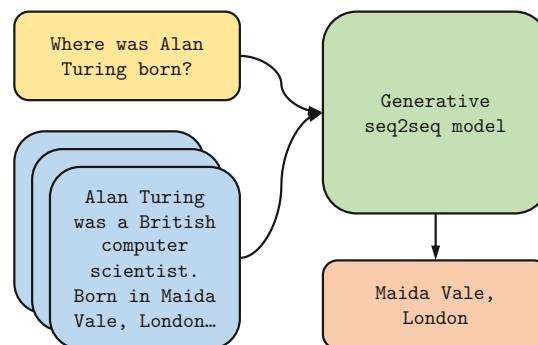 Where was Alan
Turing born?
Generative
seq2seq model
Alan Turing
was a British
computer
scientist.
Born in Maida
Vale, London…
Maida Vale,
London